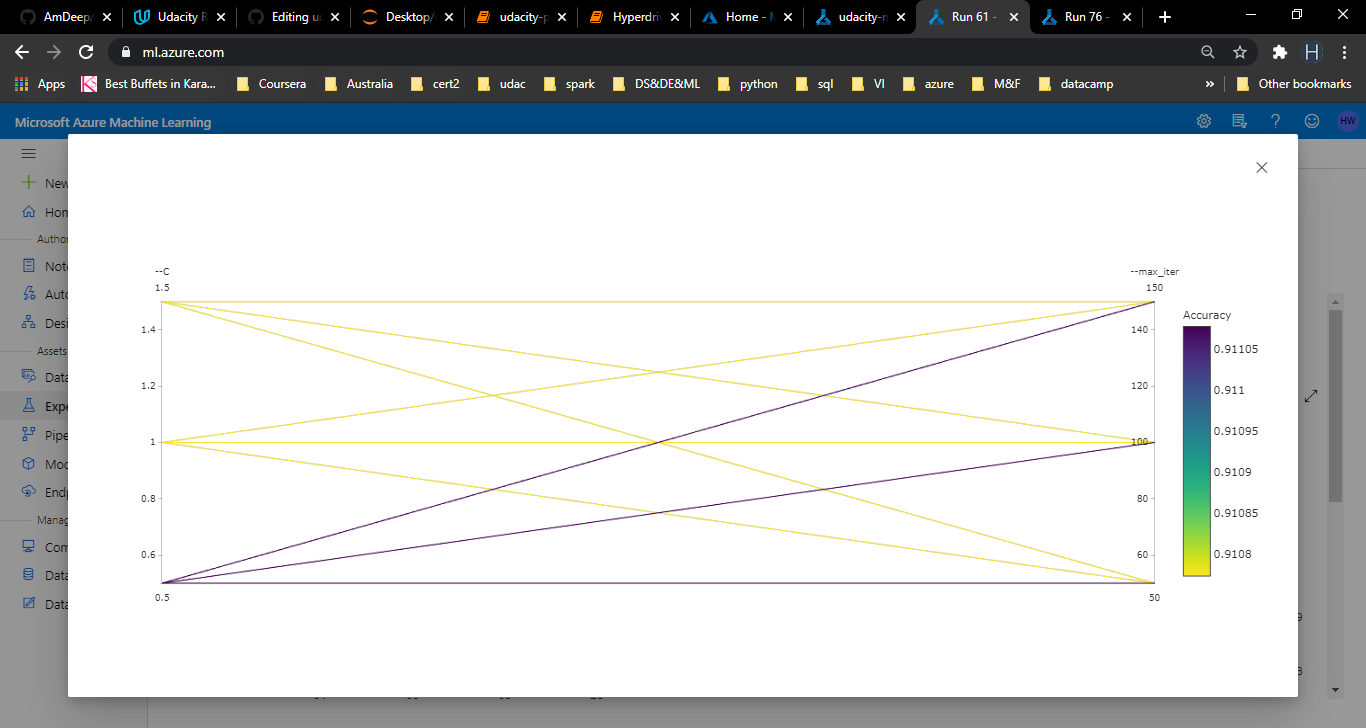 AmDeep/ Udacity R Editing u Desktop/ udacity-p Hyperdri Home - udacity-n Run 61 - Run 76 -
ml.azure.com
Apps Best Buffets in Kara... Coursera Australia cert2 udac spark DS&DE&ML python sql VI azure M&F datacamp » Other bookmarks
Microsoft Azure Machine Learning HW
New
Hom
Autho
Note
Auto
Desi
Assets
Data
Expe
Pipe
Mod
Endp
Manag
Com
Data
Data
--C --max_iter
1.5 150
Accuracy
1.4 140 0.91105
1.2 120 0.911
1 100 0.91095
0.8 80 0.9109
0.91085
0.6 60 0.9108
0.5 50